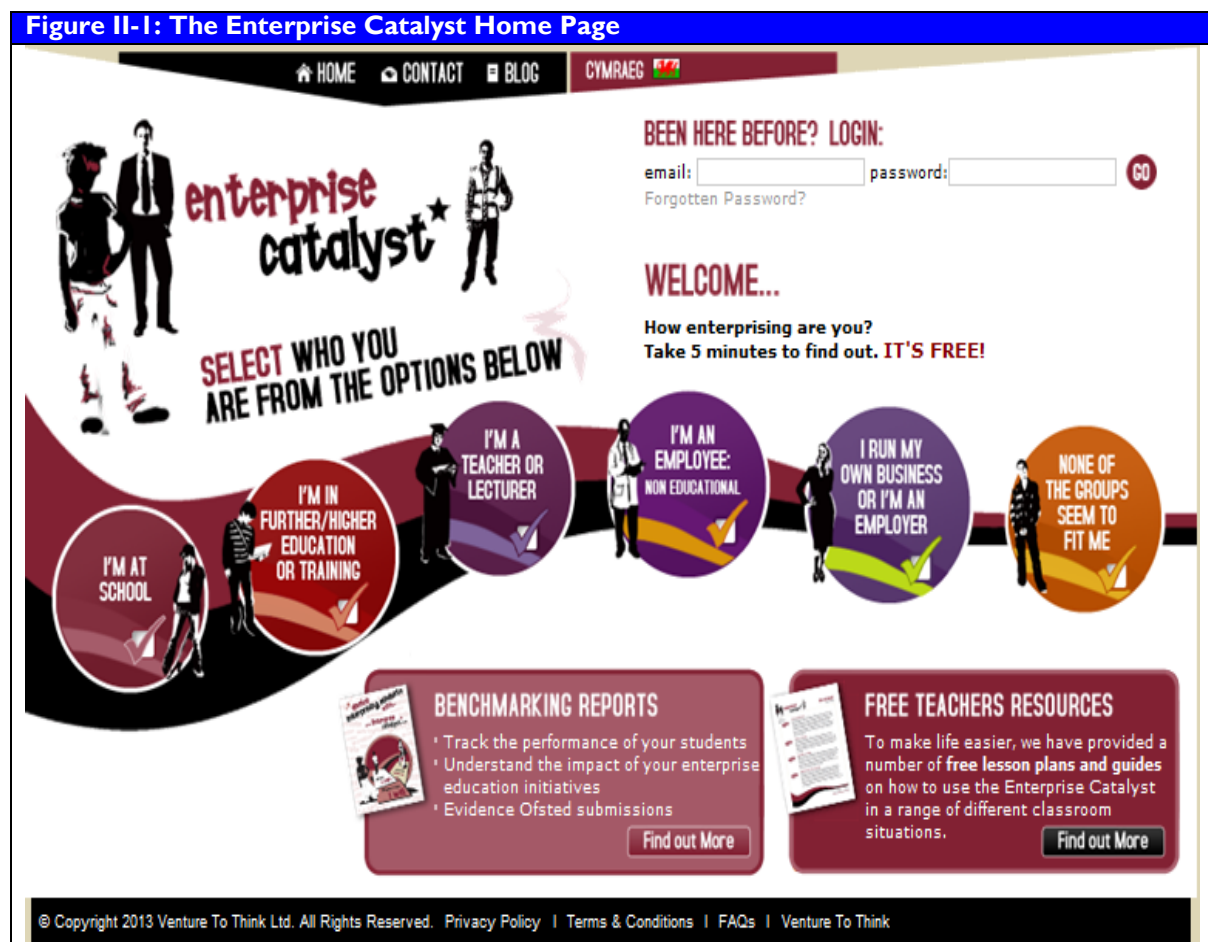 Figure II-1: The Enterprise Catalyst Home Page
HOME CONTACT BLOG CYMRAEG
enterprise
catalyst
BEEN HERE BEFORE? LOGIN:
email: password: GO
Forgotten Password?
WELCOME...
How enterprising are you?
Take 5 minutes to find out. IT'S FREE!
SELECT WHO YOU
ARE FROM THE OPTIONS BELOW
I'M AT
SCHOOL
I'M IN
FURTHER/HIGHER
EDUCATION
OR TRAINING
I'M A
TEACHER OR
LECTURER
I'M AN
EMPLOYEE:
NON EDUCATIONAL
I RUN MY
OWN BUSINESS
OR I'M AN
EMPLOYER
NONE OF
THE GROUPS
SEEM TO
FIT ME
BENCHMARKING REPORTS
Track the performance of your students
Understand the impact of your enterprise
education initiatives
Evidence Ofsted submissions
Find out More
FREE TEACHERS RESOURCES
To make life easier, we have provided a
number of free lesson plans and guides
on how to use the Enterprise Catalyst
in a range of different classroom
situations.
Find out More
© Copyright 2013 Venture To Think Ltd. All Rights Reserved. Privacy Policy | Terms & Conditions | FAQs | Venture To Think